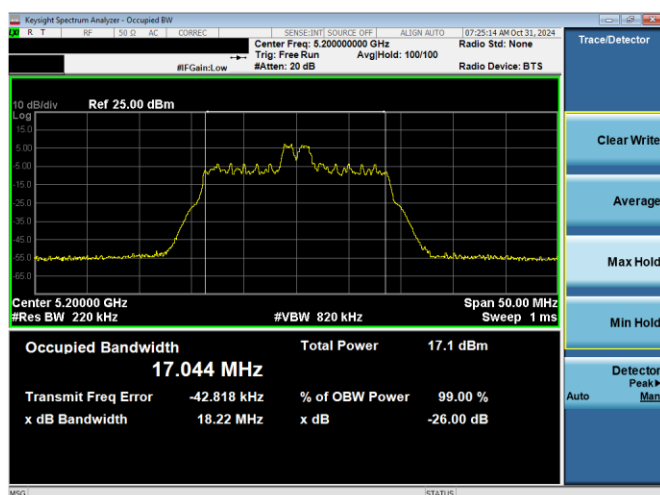 Keysight Spectrum Analyzer - Occupied BW
R T RF 50 Ω AC CORREC SENSE:INT SOURCE OFF ALIGN AUTO 07:25:14 AM Oct 31, 2024
Center Freq: 5.200000000 GHz Radio Std: None
Trig: Free Run Avg|Hold: 100/100
#IFGain:Low #Atten: 20 dB Radio Device: BTS
Trace/Detector
10 dB/div Ref 25.00 dBm
Log
15.0
5.00
-5.00
-15.0
-25.0
-35.0
-45.0
-55.0
-65.0
Center 5.20000 GHz Span 50.00 MHz
#Res BW 220 kHz #VBW 820 kHz Sweep 1 ms
Occupied Bandwidth Total Power 17.1 dBm
17.044 MHz
Transmit Freq Error -42.818 kHz % of OBW Power 99.00 %
x dB Bandwidth 18.22 MHz x dB -26.00 dB
Clear Write
Average
Max Hold
Min Hold
Detector
Peak▶
Auto Man
MSG STATUS